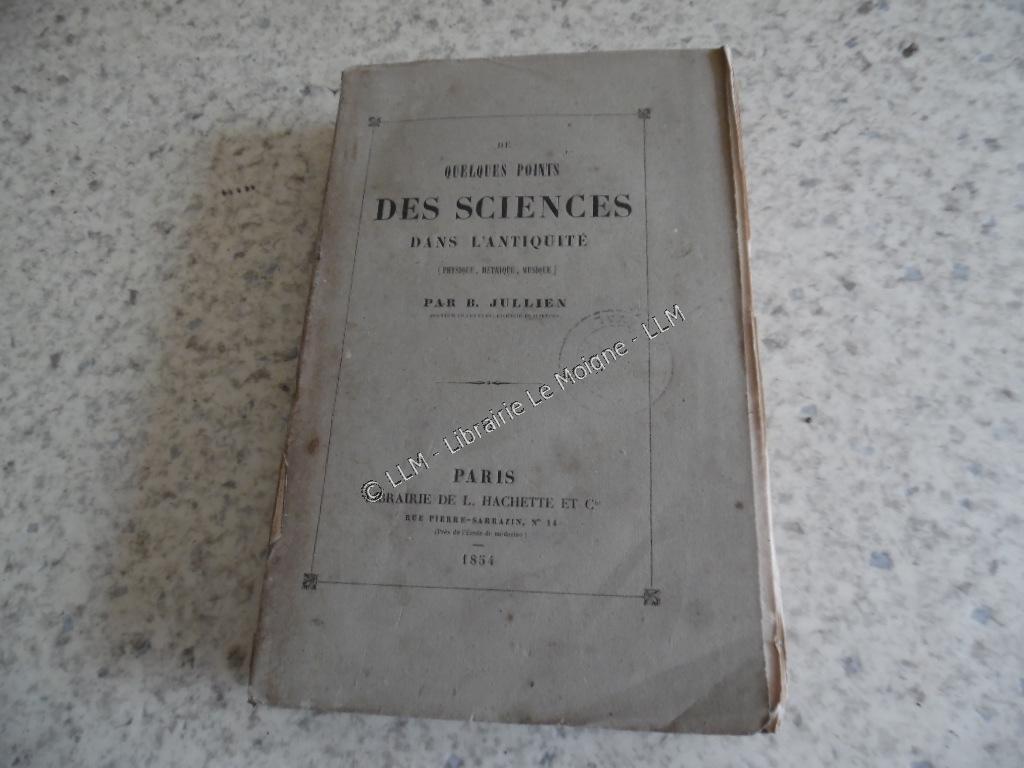 DE
QUELQUES POINTS
DES SCIENCES
DANS L'ANTIQUITÉ
(PHYSIQUE, MÉTRIQUE, MUSIQUE)
PAR B. JULLIEN
© LLM - Librairie Le Moigne - LLM
PARIS
BRAIRIE DE L. HACHETTE ET Cie
RUE PIERRE-SARRAZIN, N° 14
(Près de l'École de médecine)
1854